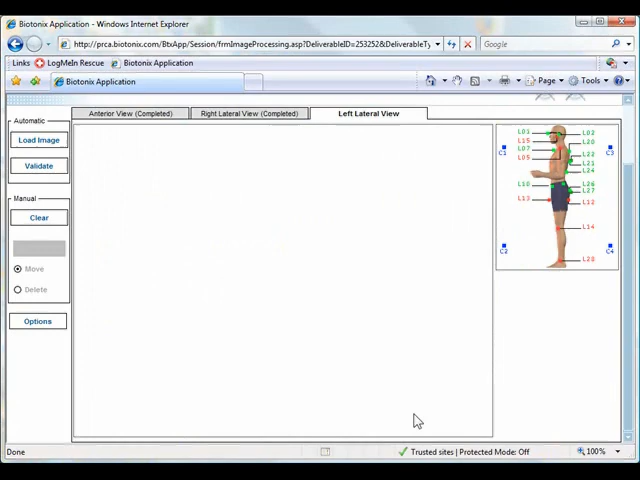 Biotonix Application - Windows Internet Explorer
http://prca.biotonix.com/BtxApp/Session/frmImageProcessing.asp?DeliverableID=253252&DeliverableTy
Google
Links LogMeIn Rescue Biotonix Application
Biotonix Application
Page Tools
Anterior View (Completed) Right Lateral View (Completed) Left Lateral View
Automatic
Load Image
Validate
Manual
Clear
Move
Delete
Options
L01 L02
L15 L20
C1 L07 L22 C3
L05 L21
L24
L10 L26
L27
L13 L12
L14
C2 C4
L28
Done Trusted sites | Protected Mode: Off 100%